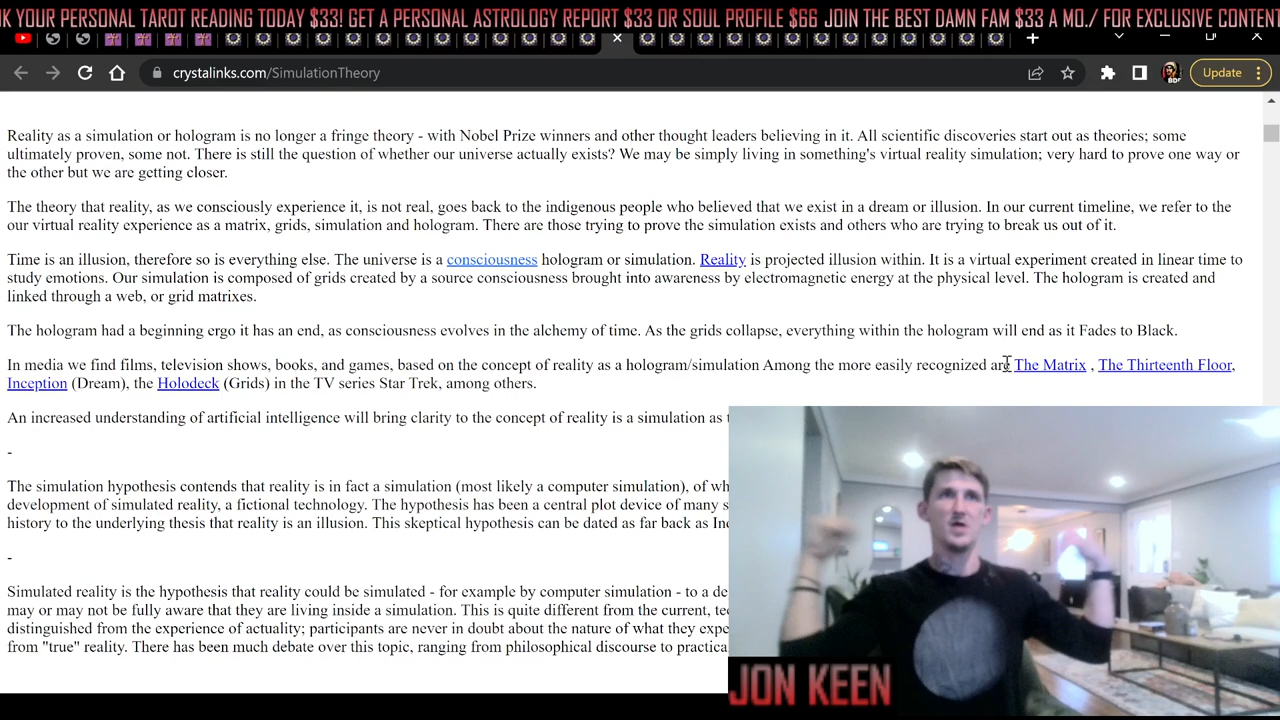 K YOUR PERSONAL TAROT READING TODAY $33! GET A PERSONAL ASTROLOGY REPORT $33 OR SOUL PROFILE $66 JOIN THE BEST DAMN FAM $33 A MO./ FOR EXCLUSIVE CONTEN
crystalinks.com/SimulationTheory
Update
Reality as a simulation or hologram is no longer a fringe theory - with Nobel Prize winners and other thought leaders believing in it. All scientific discoveries start out as theories; some
ultimately proven, some not. There is still the question of whether our universe actually exists? We may be simply living in something's virtual reality simulation; very hard to prove one way or
the other but we are getting closer.
The theory that reality, as we consciously experience it, is not real, goes back to the indigenous people who believed that we exist in a dream or illusion. In our current timeline, we refer to the
our virtual reality experience as a matrix, grids, simulation and hologram. There are those trying to prove the simulation exists and others who are trying to break us out of it.
Time is an illusion, therefore so is everything else. The universe is a consciousness hologram or simulation. Reality is projected illusion within. It is a virtual experiment created in linear time to
study emotions. Our simulation is composed of grids created by a source consciousness brought into awareness by electromagnetic energy at the physical level. The hologram is created and
linked through a web, or grid matrixes.
The hologram had a beginning ergo it has an end, as consciousness evolves in the alchemy of time. As the grids collapse, everything within the hologram will end as it Fades to Black.
In media we find films, television shows, books, and games, based on the concept of reality as a hologram/simulation Among the more easily recognized are The Matrix , The Thirteenth Floor,
Inception (Dream), the Holodeck (Grids) in the TV series Star Trek, among others.
An increased understanding of artificial intelligence will bring clarity to the concept of reality is a simulation as
-
The simulation hypothesis contends that reality is in fact a simulation (most likely a computer simulation), of
development of simulated reality, a fictional technology. The hypothesis has been a central plot device of many
history to the underlying thesis that reality is an illusion. This skeptical hypothesis can be dated as far back as
-
Simulated reality is the hypothesis that reality could be simulated - for example by computer simulation - to a
may or may not be fully aware that they are living inside a simulation. This is quite different from the current,
distinguished from the experience of actuality; participants are never in doubt about the nature of what they
from "true" reality. There has been much debate over this topic, ranging from philosophical discourse to
JON KEEN